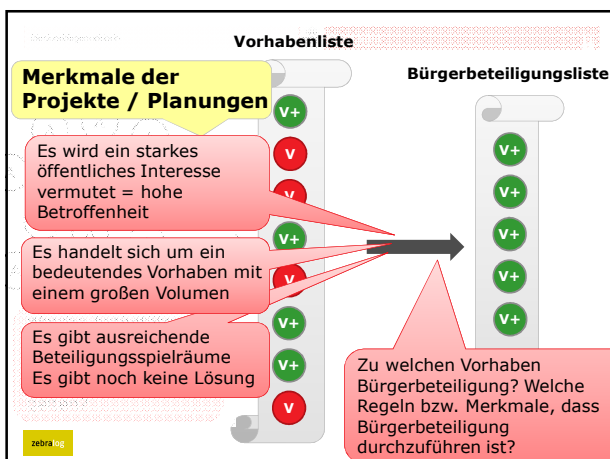 Vorhabenliste
Bürgerbeteiligungsliste
Merkmale der
Projekte / Planungen
V+
V
V
V+
V
V+
V+
V
V+
V+
V+
V+
V+
Es wird ein starkes
öffentliches Interesse
vermutet = hohe
Betroffenheit
Es handelt sich um ein
bedeutendes Vorhaben mit
einem großen Volumen
Es gibt ausreichende
Beteiligungsspielräume
Es gibt noch keine Lösung
Zu welchen Vorhaben
Bürgerbeteiligung? Welche
Regeln bzw. Merkmale, dass
Bürgerbeteiligung
durchzuführen ist?
zebralog